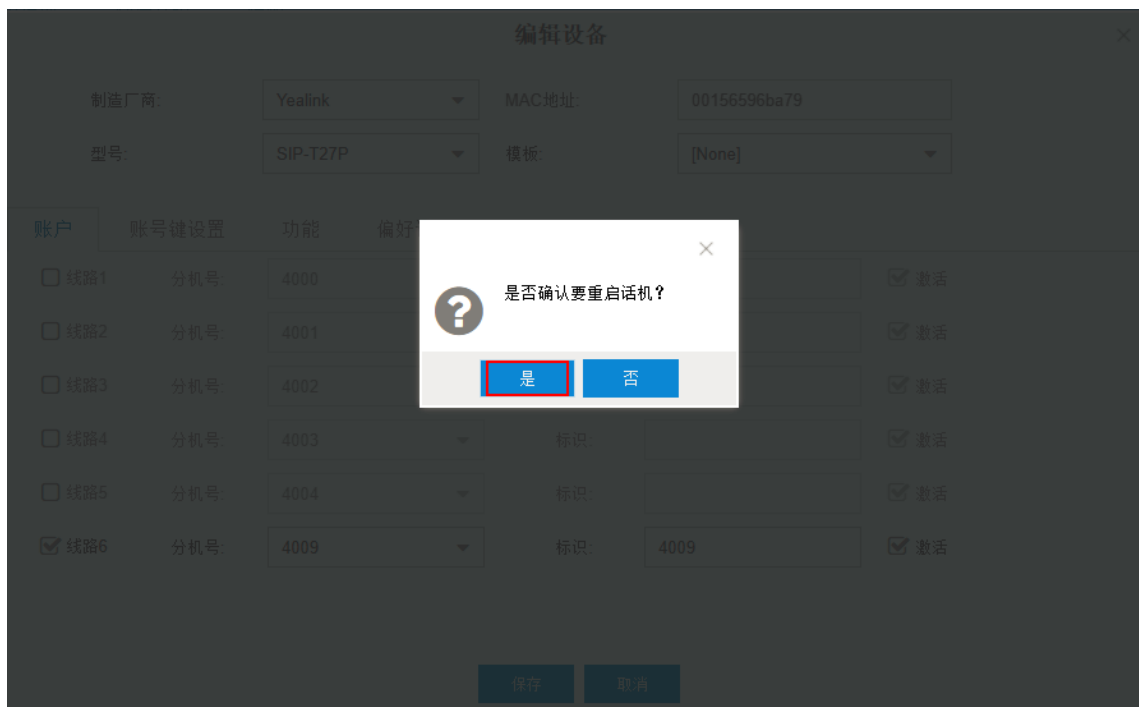 编辑设备
制造厂商: Yealink MAC地址: 00156596ba79
型号: SIP-T27P 模板: [None]
账户 账号键设置 功能 偏好
是否确认要重启话机?
是 否
线路1 分机号: 4000 激活
线路2 分机号: 4001 激活
线路3 分机号: 4002 激活
线路4 分机号: 4003 标识: 激活
线路5 分机号: 4004 标识: 激活
线路6 分机号: 4009 标识: 4009 激活
保存 取消